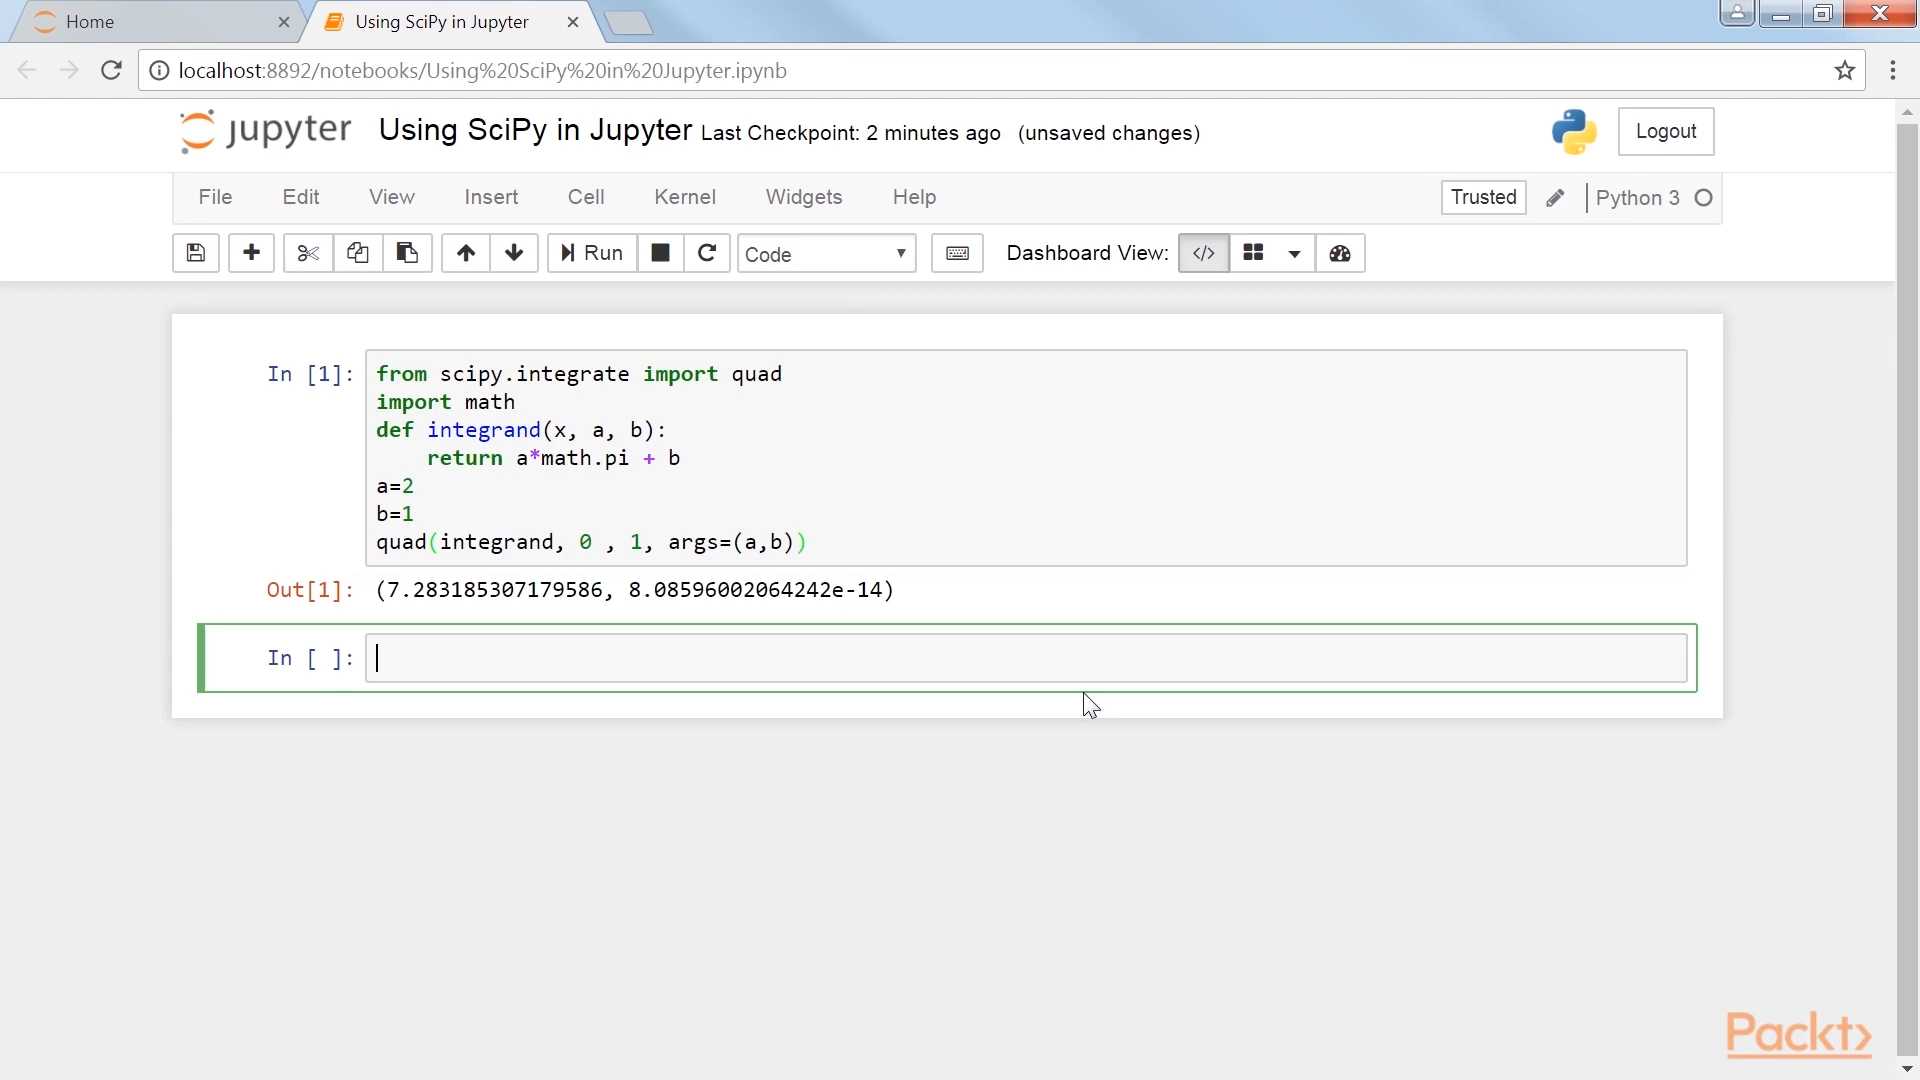 Home
Using SciPy in Jupyter
localhost:8892/notebooks/Using%20SciPy%20in%20Jupyter.ipynb
jupyter Using SciPy in Jupyter Last Checkpoint: 2 minutes ago (unsaved changes)
Logout
File Edit View Insert Cell Kernel Widgets Help
Trusted Python 3
Run Code Dashboard View: </>
In [1]: from scipy.integrate import quad
import math
def integrand(x, a, b):
    return a*math.pi + b
a=2
b=1
quad(integrand, 0 , 1, args=(a,b))
Out[1]: (7.283185307179586, 8.08596002064242e-14)
In [ ]:
Packt>